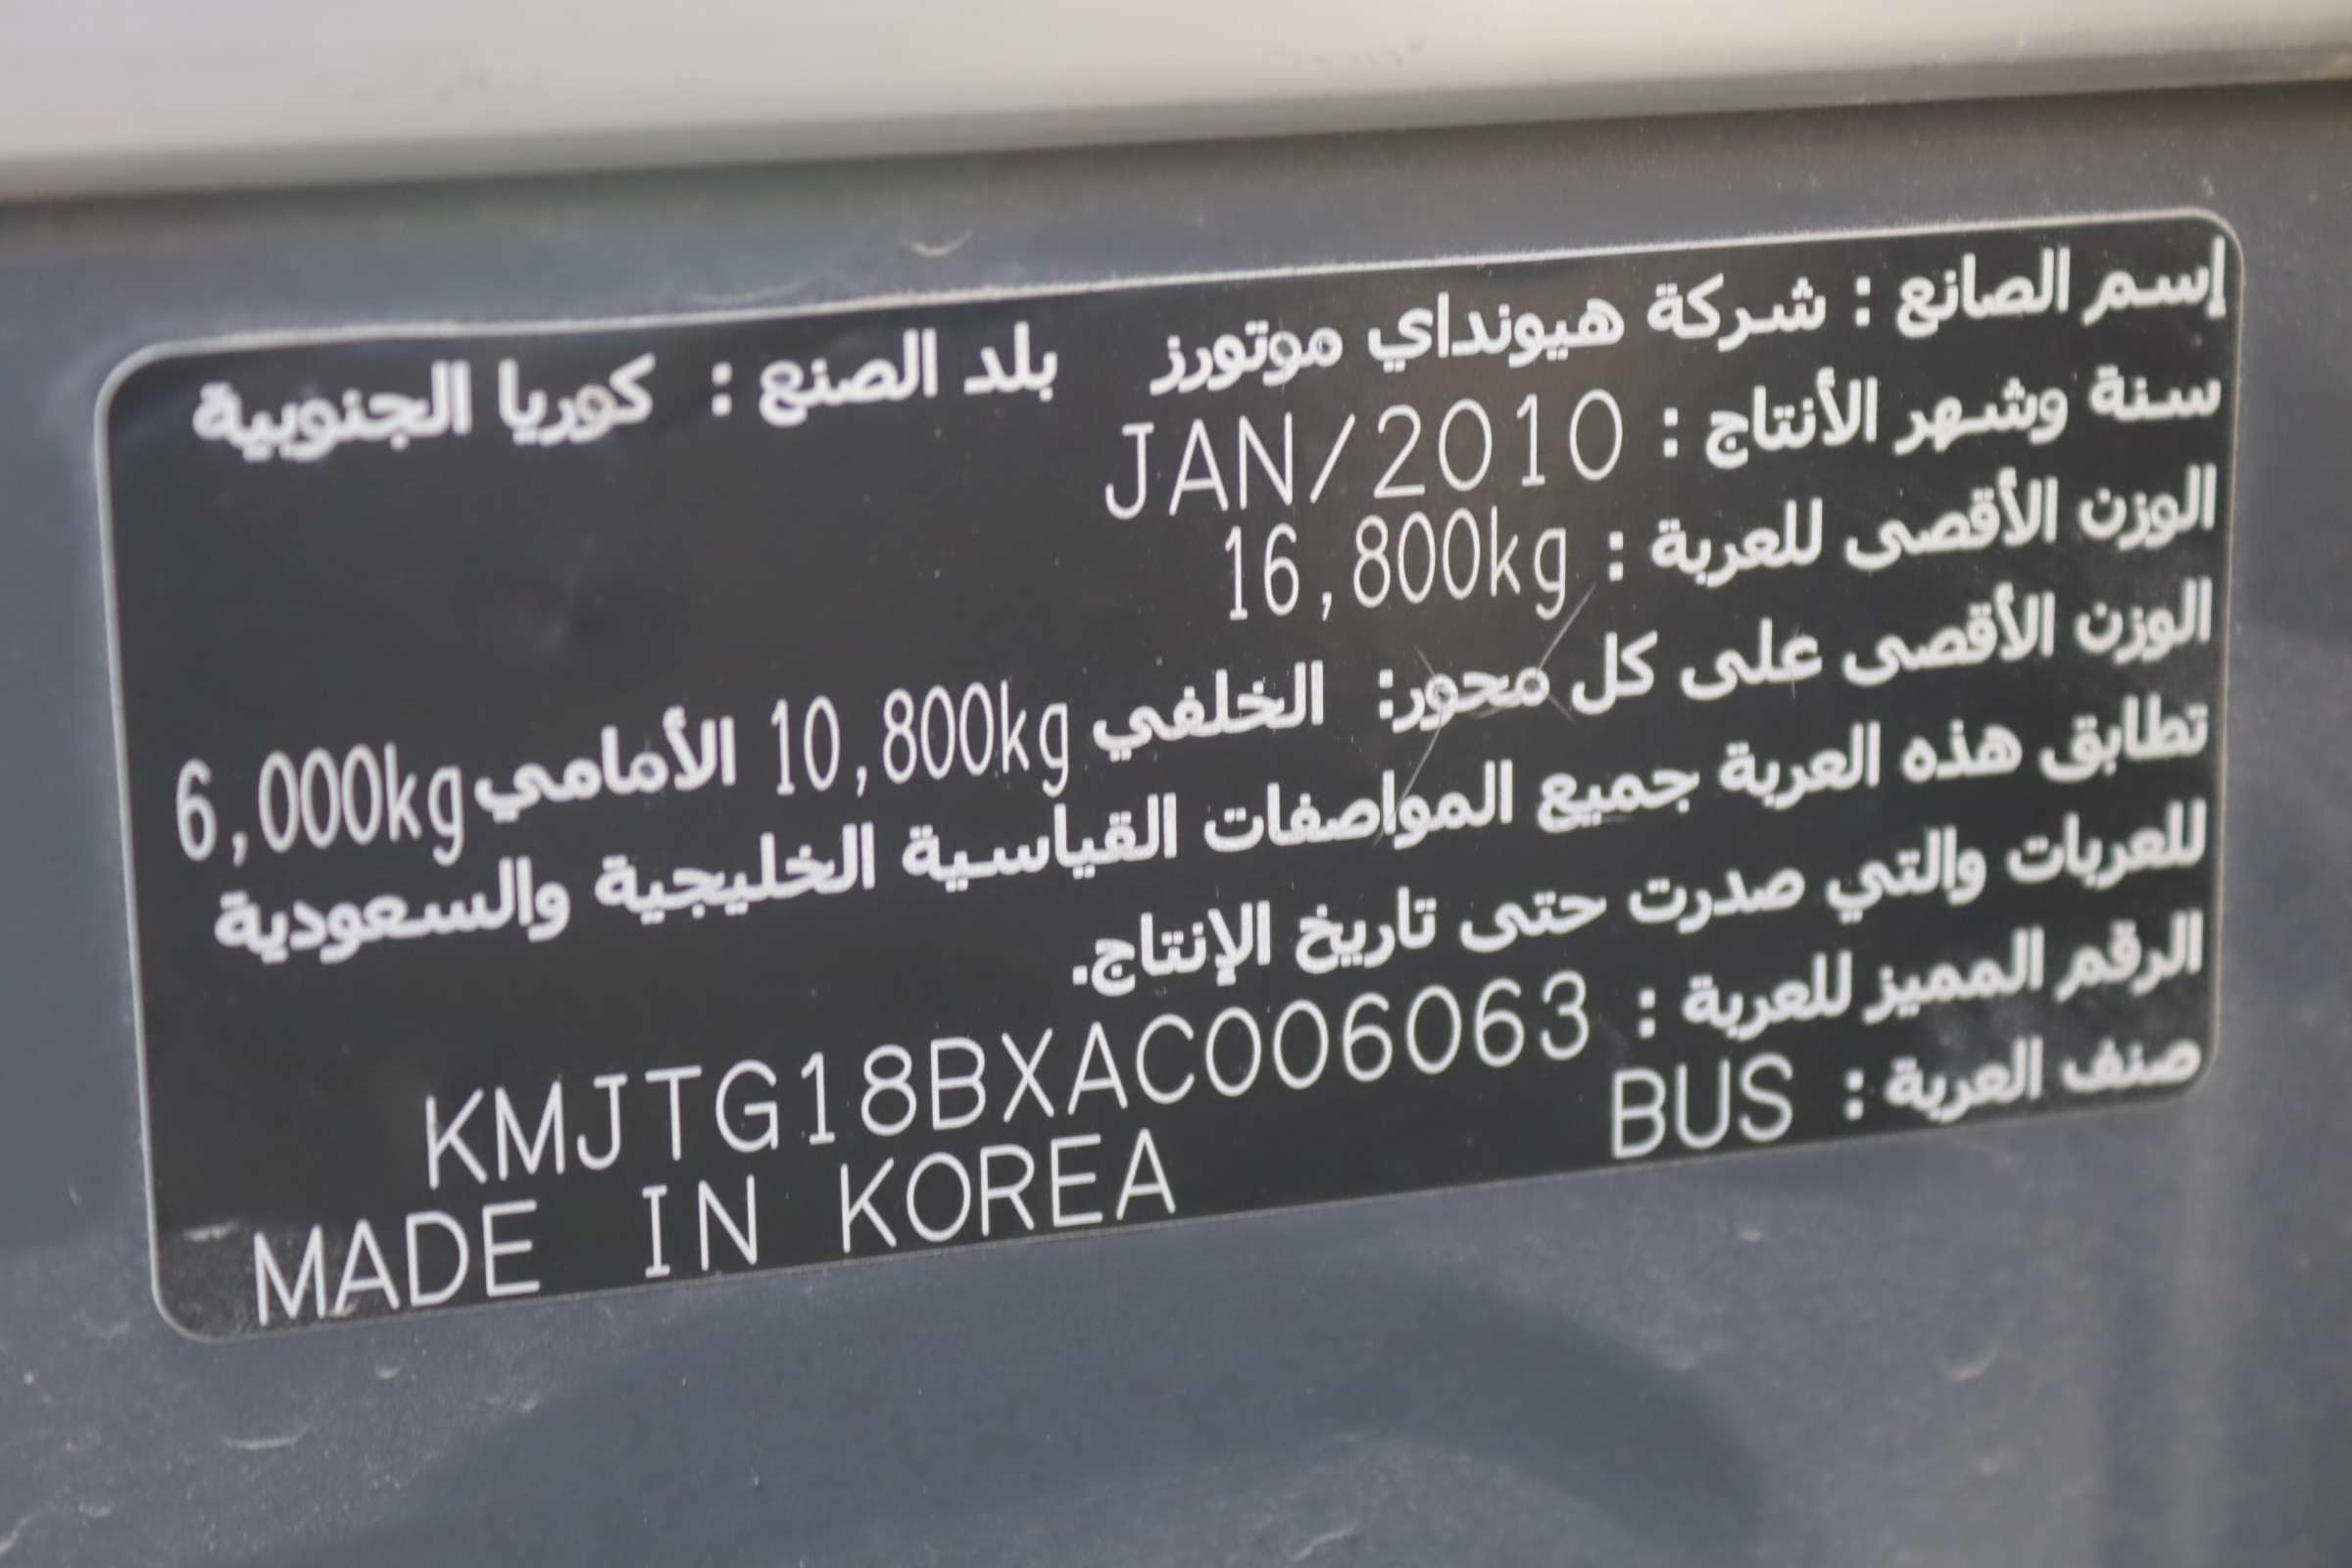 إسم الصانع : شركة هيونداي موتورز بلد الصنع : كوريا الجنوبية
سنة وشهر الأنتاج : JAN/2010
الوزن الأقصى للعربة : 16,800kg
الوزن الأقصى على كل محور: الخلفي 10,800kg الأمامي 6,000kg
تطابق هذه العربة جميع المواصفات القياسية الخليجية والسعودية
للعربات والتي صدرت حتى تاريخ الإنتاج.
الرقم المميز للعربة : KMJTG18BXAC006063
صنف العربة : BUS
MADE IN KOREA